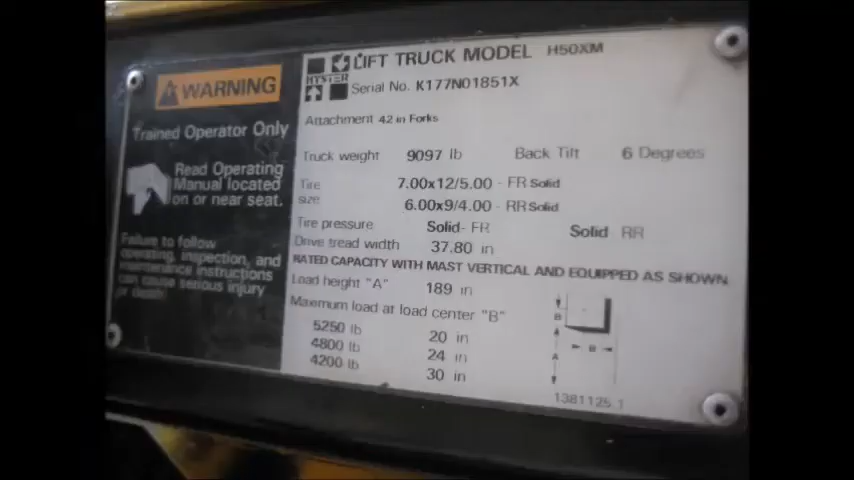 LIFT TRUCK MODEL H50XM
HYSTER
Serial No. K177N01851X
Attachment 42 in Forks
Truck weight 9097 lb Back Tilt 6 Degrees
Tire size 7.00x12/5.00 - FR Solid
6.00x9/4.00 - RR Solid
Tire pressure Solid - FR Solid RR
Drive tread width 37.80 in
RATED CAPACITY WITH MAST VERTICAL AND EQUIPPED AS SHOWN
Load height "A" 189 in
Maximum load at load center "B"
5250 lb 20 in
4800 lb 24 in
4200 lb 30 in
B
A
B
1381125 1
WARNING
Trained Operator Only
Read Operating
Manual located
on or near seat.
Failure to follow
operating, inspection, and
maintenance instructions
can cause serious injury
or death.